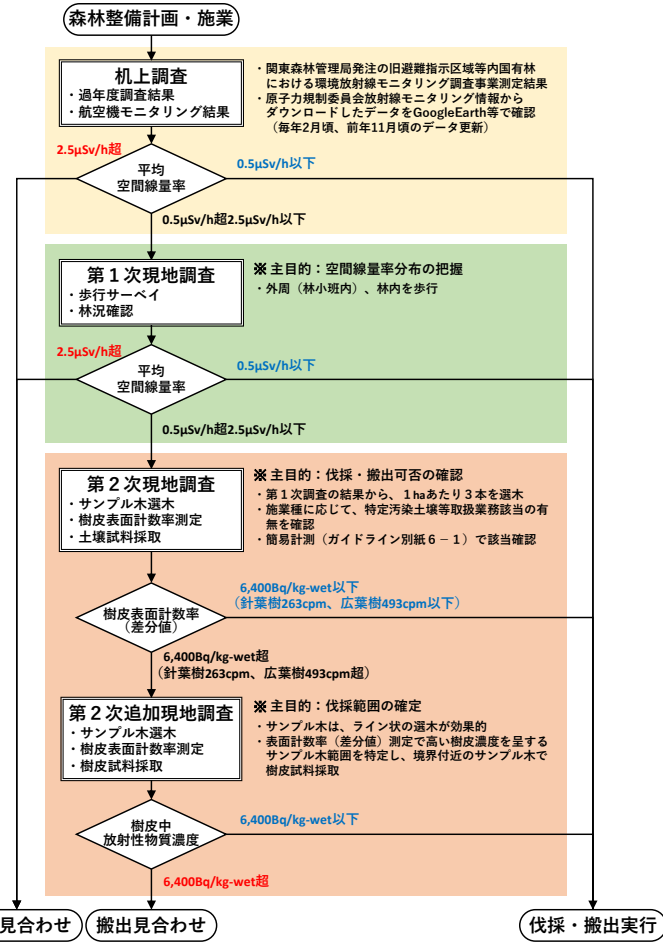 森林整備計画・施業
机上調査
・過年度調査結果
・航空機モニタリング結果
・関東森林管理局発注の旧避難指示区域等内国有林
における環境放射線モニタリング調査事業測定結果
・原子力規制委員会放射線モニタリング情報から
ダウンロードしたデータをGoogleEarth等で確認
（毎年2月頃、前年11月頃のデータ更新）
2.5μSv/h超
平均
空間線量率
0.5μSv/h以下
0.5μSv/h超2.5μSv/h以下
第１次現地調査
・歩行サーベイ
・林況確認
※ 主目的：空間線量率分布の把握
・外周（林小班内）、林内を歩行
2.5μSv/h超
平均
空間線量率
0.5μSv/h以下
0.5μSv/h超2.5μSv/h以下
第２次現地調査
・サンプル木選木
・樹皮表面計数率測定
・土壌試料採取
※ 主目的：伐採・搬出可否の確認
・第１次調査の結果から、１haあたり３本を選木
・施業種に応じて、特定汚染土壌等取扱業務該当の有
無を確認
・簡易計測（ガイドライン別紙６－１）で該当確認
樹皮表面計数率
（差分値）
6,400Bq/kg-wet以下
（針葉樹263cpm、広葉樹493cpm以下）
6,400Bq/kg-wet超
（針葉樹263cpm、広葉樹493cpm超）
第２次追加現地調査
・サンプル木選木
・樹皮表面計数率測定
・樹皮試料採取
※ 主目的：伐採範囲の確定
・サンプル木は、ライン状の選木が効果的
・表面計数率（差分値）測定で高い樹皮濃度を呈する
サンプル木範囲を特定し、境界付近のサンプル木で
樹皮試料採取
樹皮中
放射性物質濃度
6,400Bq/kg-wet以下
6,400Bq/kg-wet超
見合わせ
搬出見合わせ
伐採・搬出実行